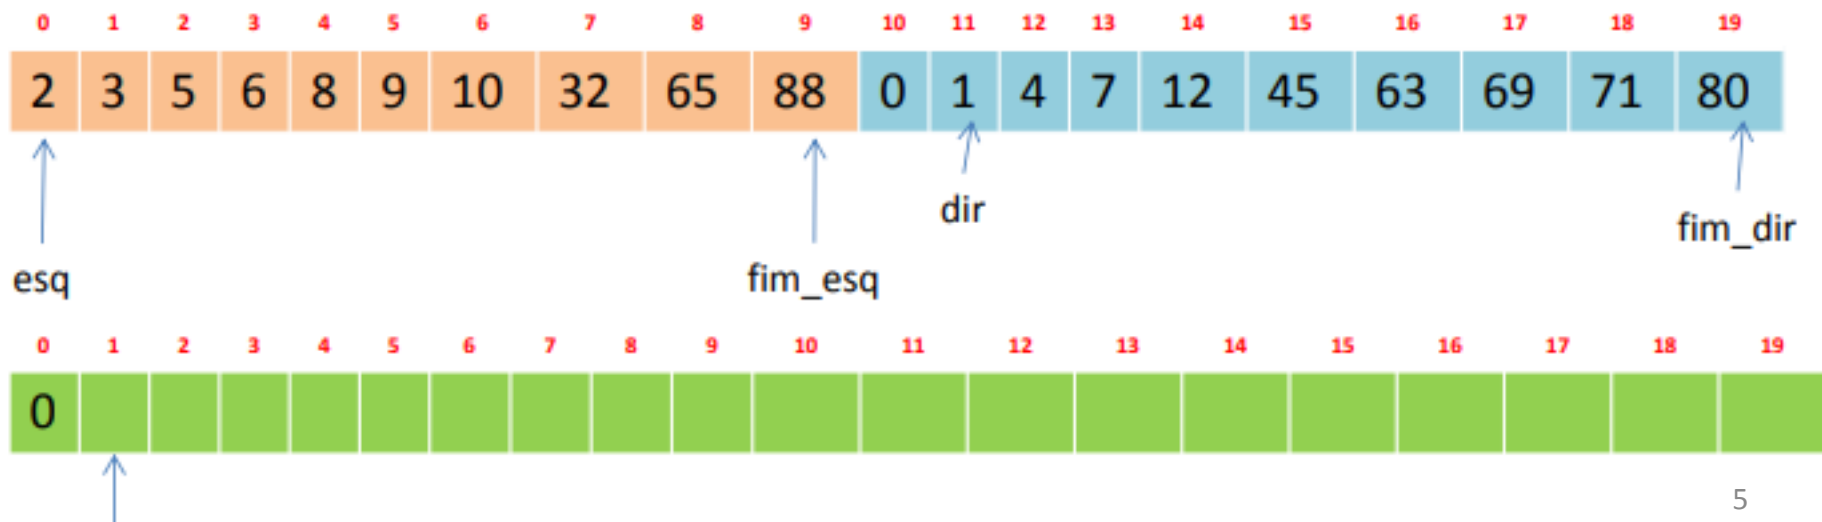 0 1 2 3 4 5 6 7 8 9 10 11 12 13 14 15 16 17 18 19
2 3 5 6 8 9 10 32 65 88 0 1 4 7 12 45 63 69 71 80
dir
fim_dir
esq fim_esq
0 1 2 3 4 5 6 7 8 9 10 11 12 13 14 15 16 17 18 19
0
5